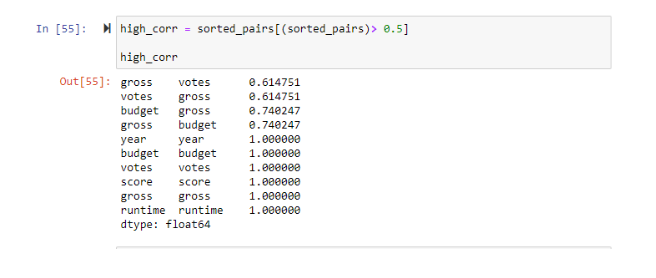 In [55]: high_corr = sorted_pairs[(sorted_pairs)> 0.5]
high_corr
Out[55]: gross votes 0.614751
votes gross 0.614751
budget gross 0.740247
gross budget 0.740247
year year 1.000000
budget budget 1.000000
votes votes 1.000000
score score 1.000000
gross gross 1.000000
runtime runtime 1.000000
dtype: float64